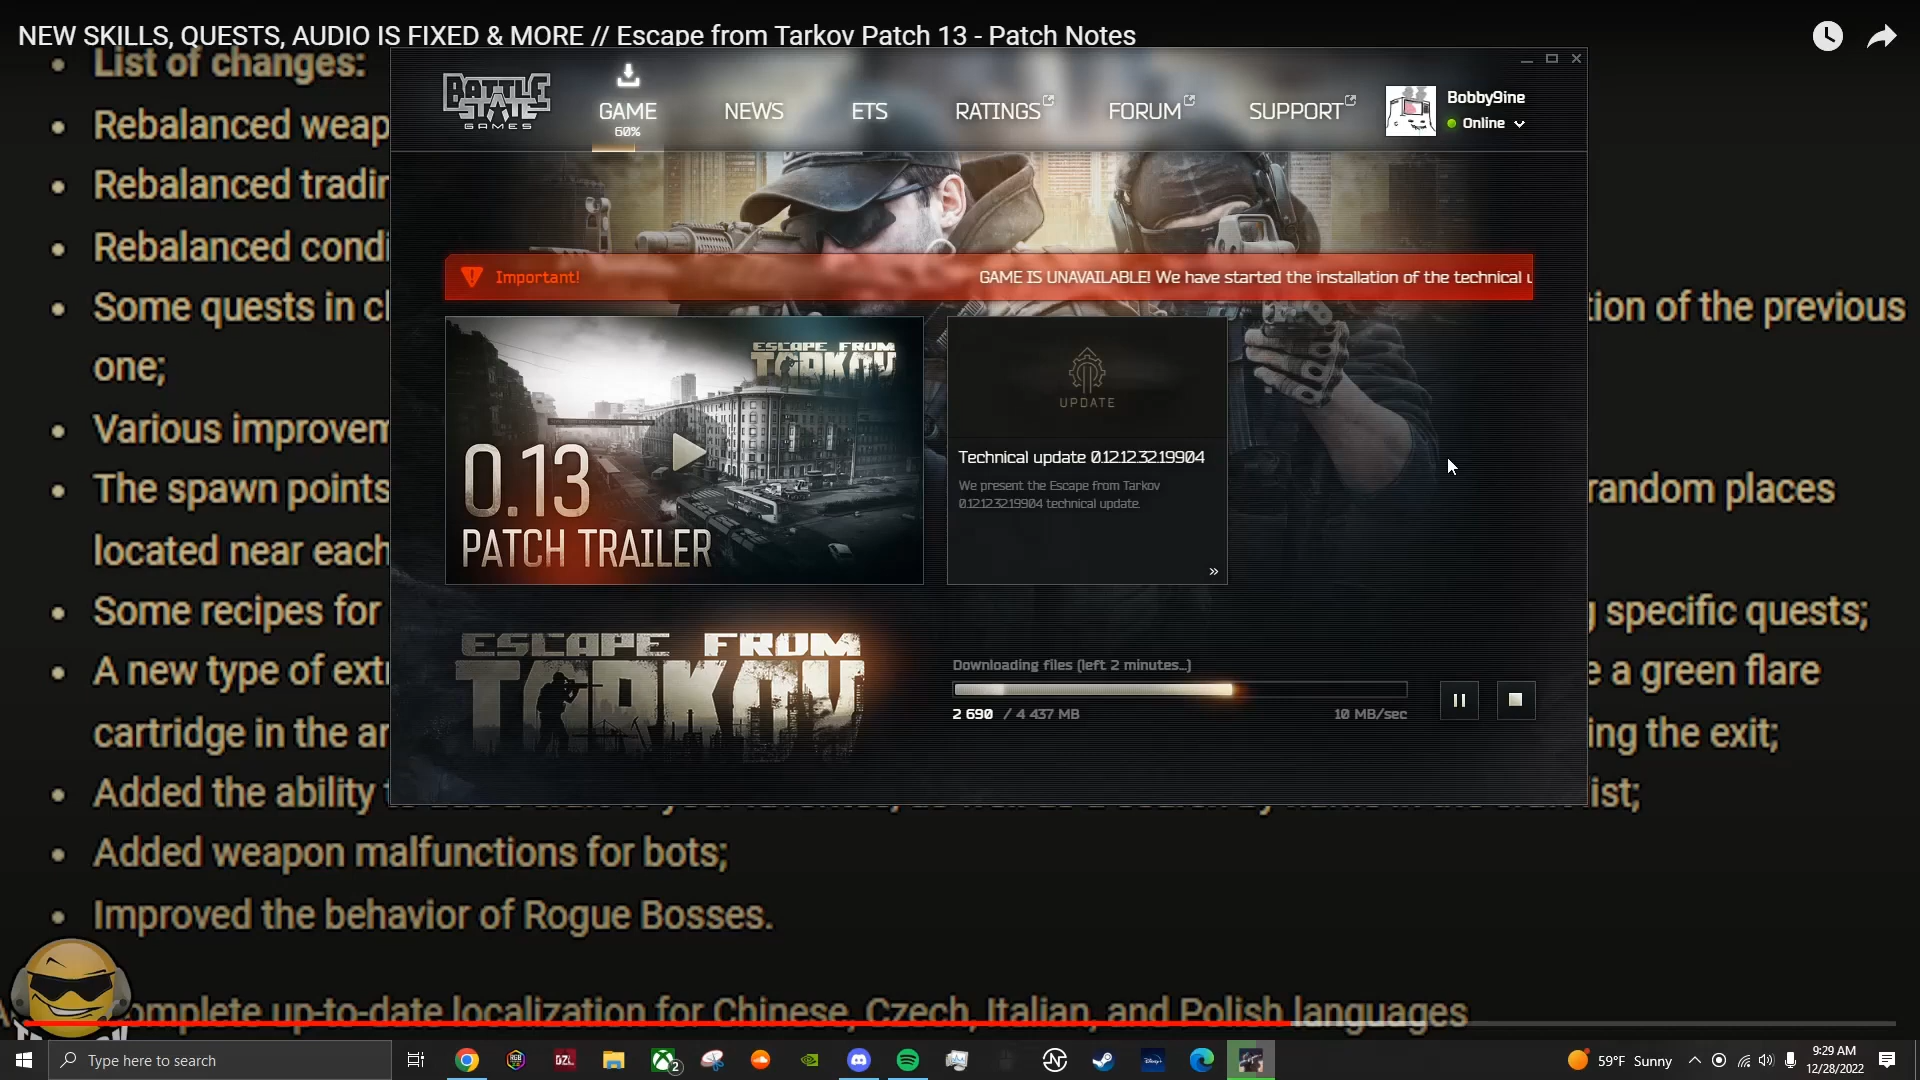 NEW SKILLS, QUESTS, AUDIO IS FIXED & MORE // Escape from Tarkov Patch 13 - Patch Notes
List of changes:
Rebalanced weap
Rebalanced tradin
Rebalanced condi
Some quests in cl
tion of the previous
one;
Various improvem
The spawn points
random places
located near each
Some recipes for
g specific quests;
A new type of ext
e a green flare
cartridge in the ar
ing the exit;
Added the ability
ist;
Added weapon malfunctions for bots;
Improved the behavior of Rogue Bosses.
omplete up-to-date localization for Chinese, Czech, Italian, and Polish languages
BATTLE
STATE
GAMES
GAME
60%
NEWS
ETS
RATINGS
FORUM
SUPPORT
Bobby9ine
Online
Important!
GAME IS UNAVAILABLE! We have started the installation of the technical u
ESCAPE FROM
TARKOV
0.13
PATCH TRAILER
UPDATE
Technical update 0.12.12.32.19904
We present the Escape from Tarkov
0.12.12.32.19904 technical update.
»
ESCAPE FROM
TARKOV
Downloading files (left 2 minutes...)
2 690 / 4 437 MB
10 MB/sec
Type here to search
DZL
2
Disney+
59°F Sunny
9:29 AM
12/28/2022